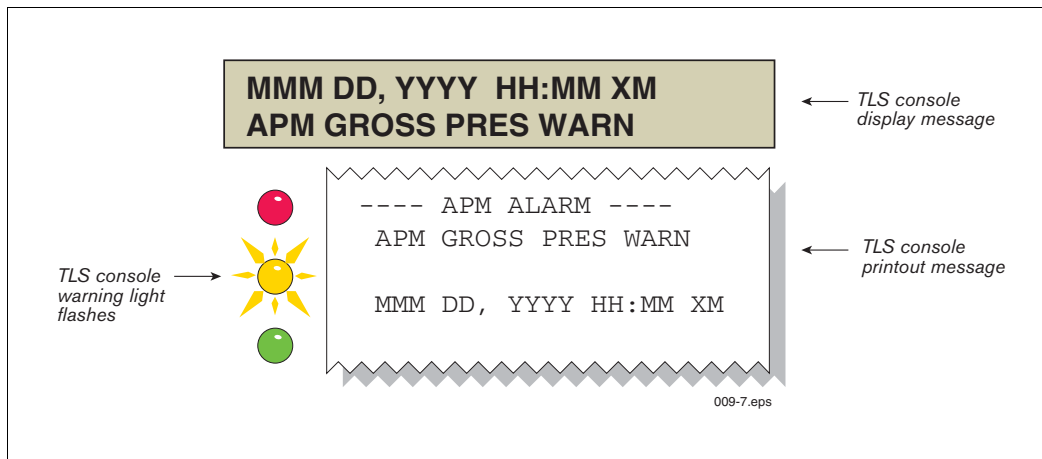 MMM DD, YYYY HH:MM XM
APM GROSS PRES WARN
TLS console
display message
---- APM ALARM ----
APM GROSS PRES WARN
MMM DD, YYYY HH:MM XM
TLS console
printout message
TLS console
warning light
flashes
009-7.eps